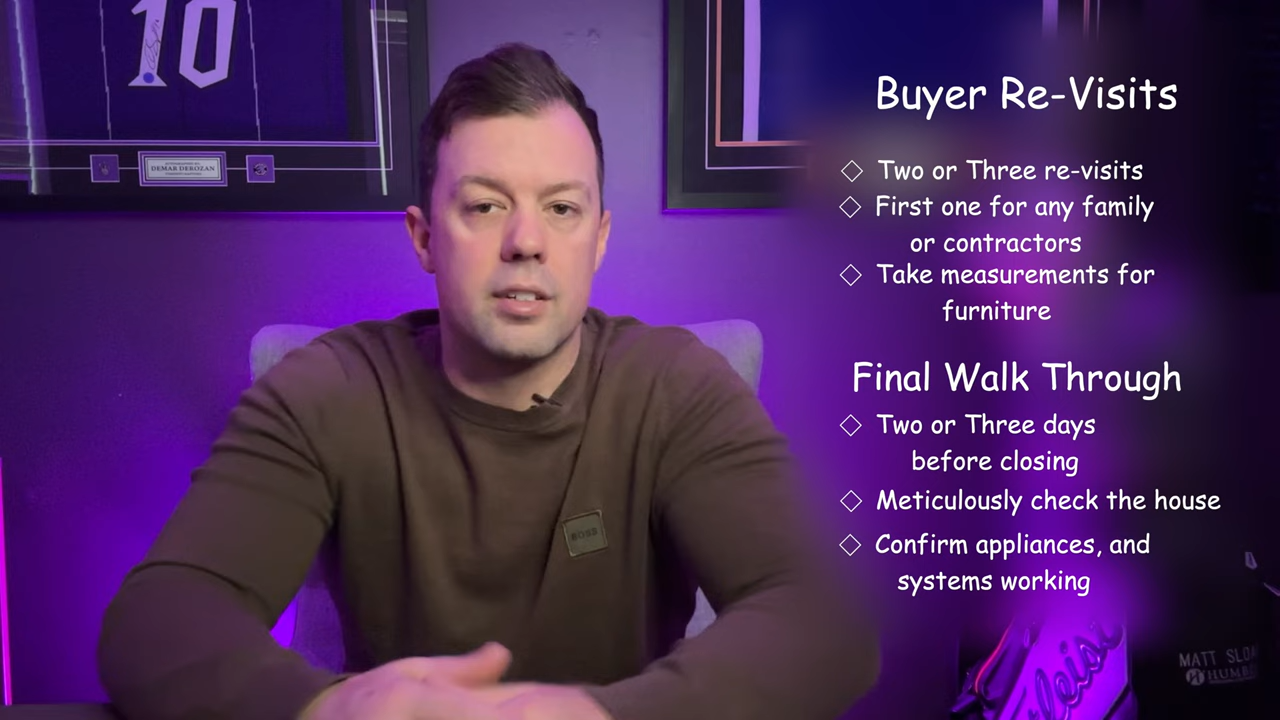 10
DEMAR DEROZAN
Buyer Re-Visits
◇ Two or Three re-visits
◇ First one for any family
or contractors
◇ Take measurements for
furniture
Final Walk Through
◇ Two or Three days
before closing
◇ Meticulously check the house
◇ Confirm appliances, and
systems working
BOSS
MATT